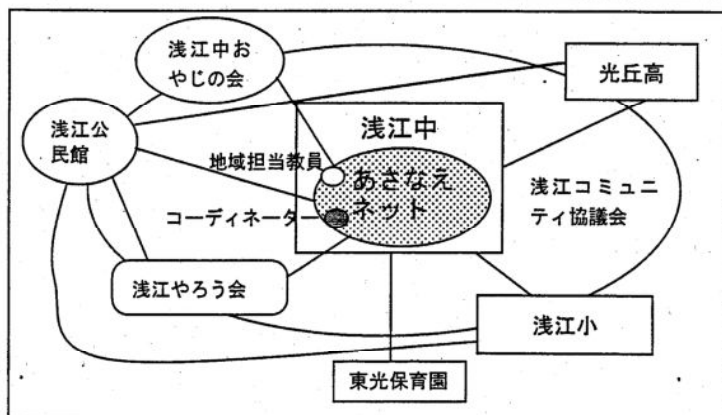 浅江中お
やじの会
光丘高
浅江公
民館
浅江中
地域担当教員
あさなえ
ネット
コーディネーター
浅江コミュニ
ティ協議会
浅江やろう会
浅江小
東光保育園